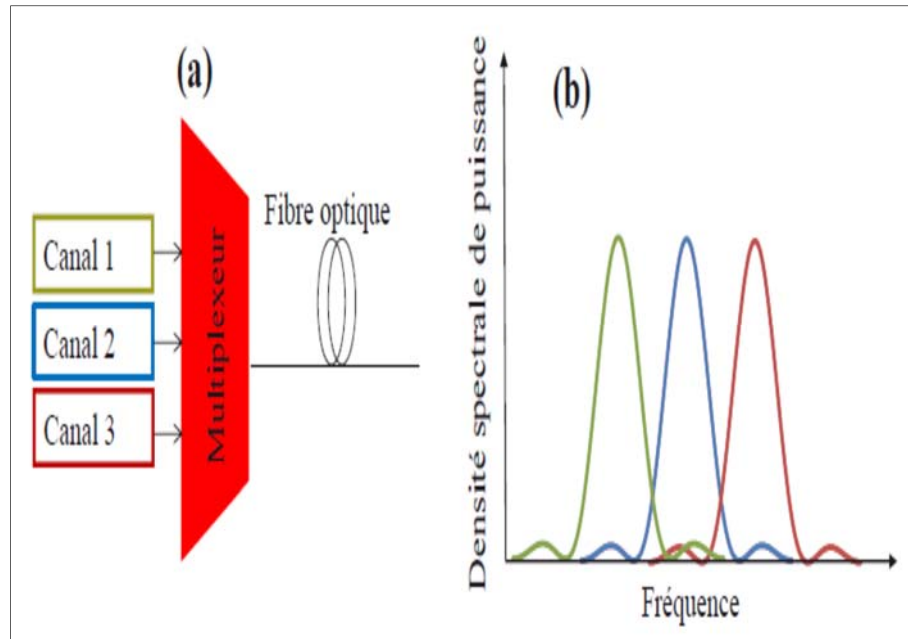 (a)
Canal 1
Canal 2
Canal 3
Multiplexeur
Fibre optique
(b)
Densité spectrale de puissance
Fréquence